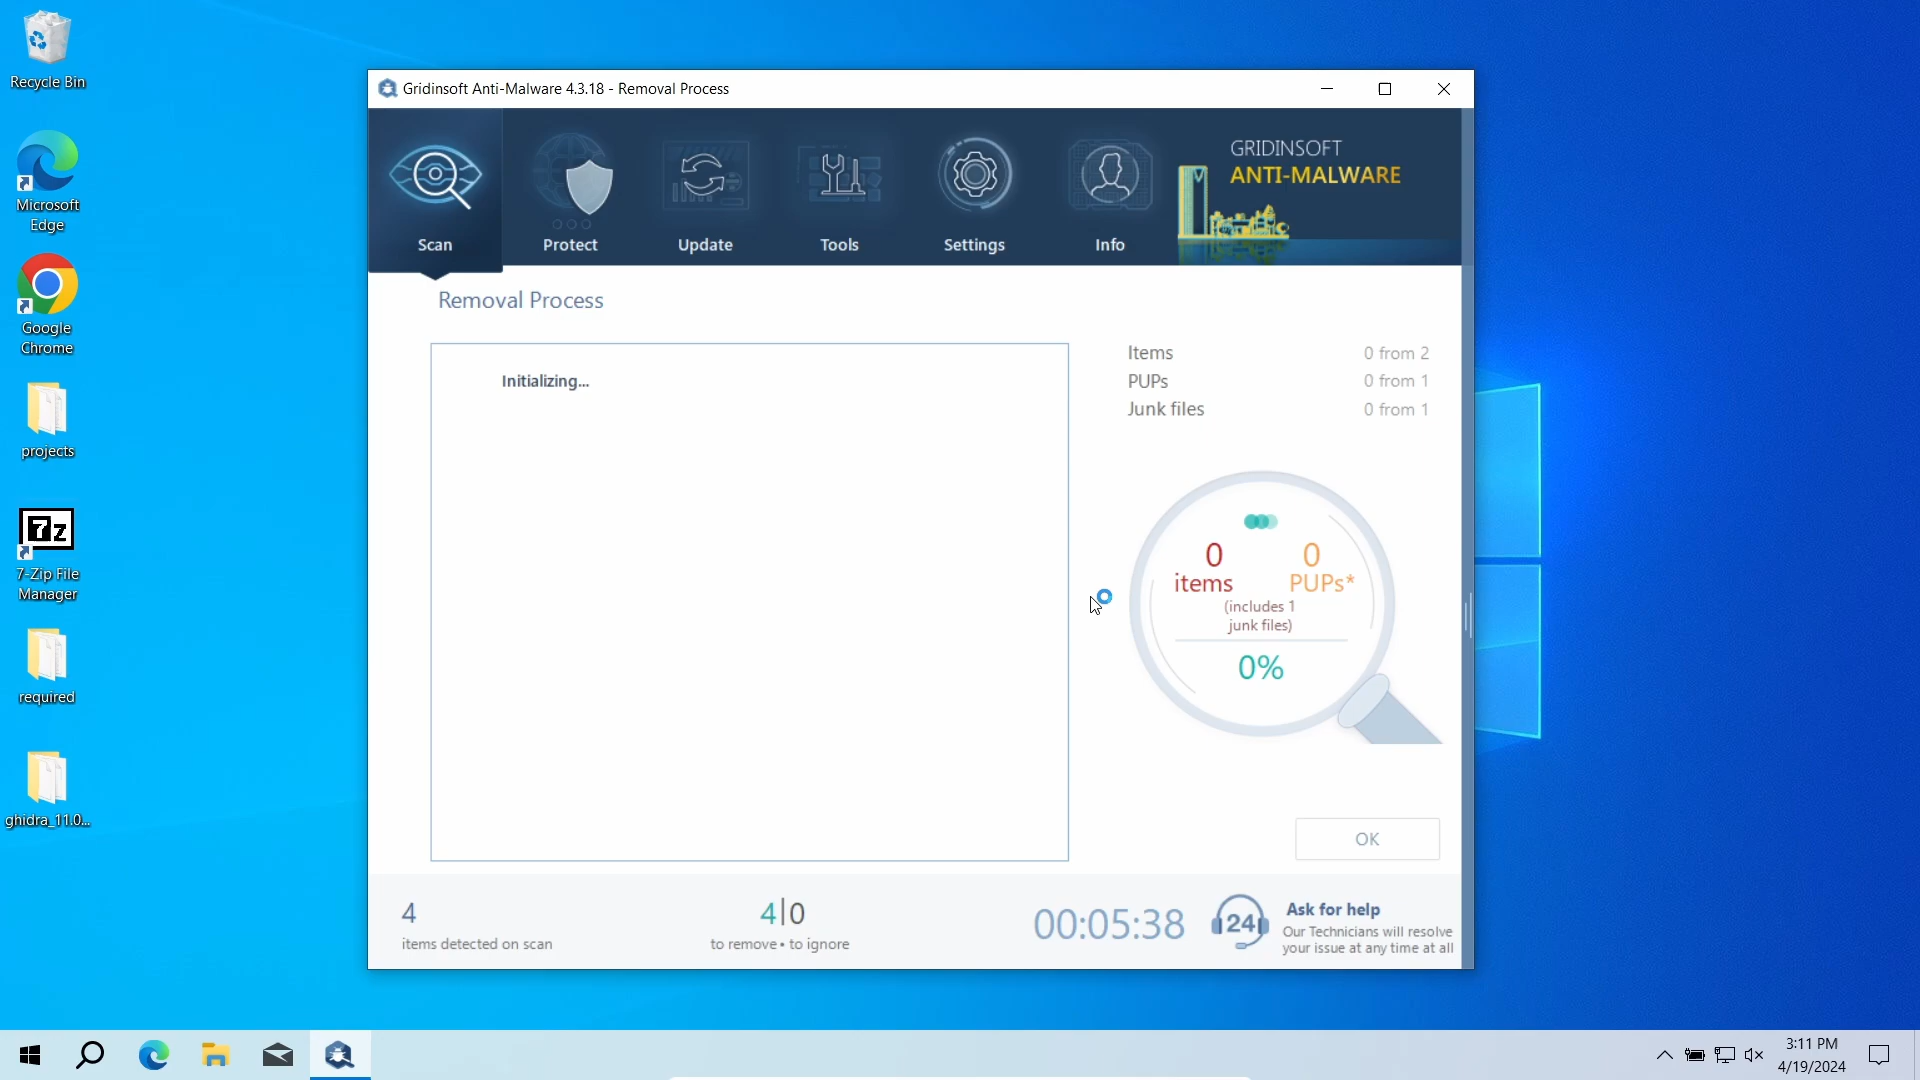 Recycle Bin
Microsoft
Edge
Google
Chrome
projects
7z
7-Zip File
Manager
required
ghidra_11.0...
Gridinsoft Anti-Malware 4.3.18 - Removal Process
Scan
Protect
Update
Tools
Settings
Info
GRIDINSOFT
ANTI-MALWARE
Removal Process
Initializing...
Items 0 from 2
PUPs 0 from 1
Junk files 0 from 1
0 0
items PUPs*
(includes 1
junk files)
0%
OK
4
items detected on scan
4|0
to remove • to ignore
00:05:38
24
Ask for help
Our Technicians will resolve
your issue at any time at all
3:11 PM
4/19/2024